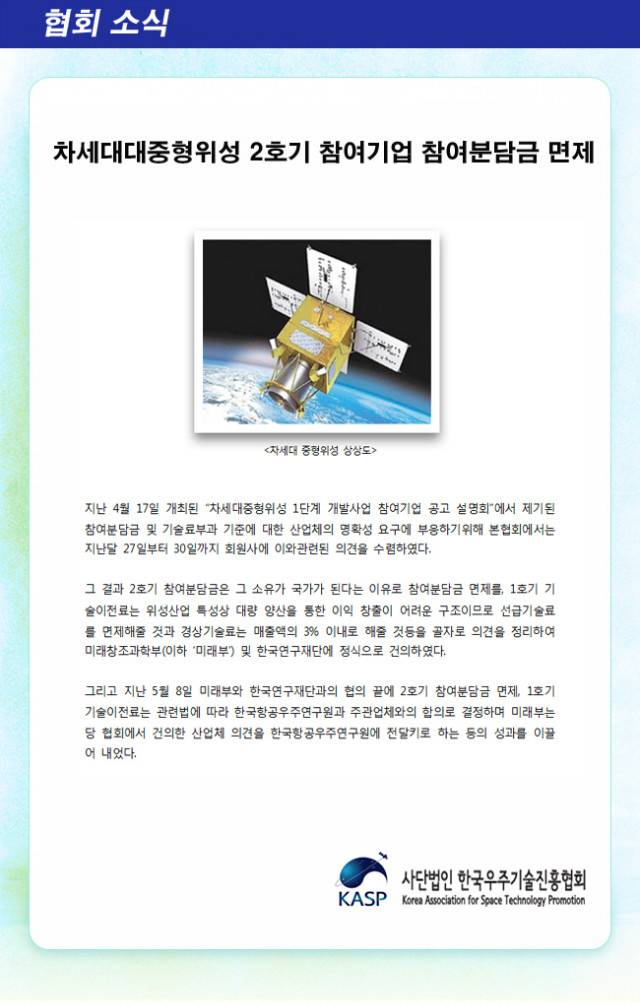 협회 소식
차세대대중형위성 2호기 참여기업 참여분담금 면제
<차세대 중형위성 상상도>
지난 4월 17일 개최된 “차세대중형위성 1단계 개발사업 참여기업 공고 설명회”에서 제기된
참여분담금 및 기술료부과 기준에 대한 산업체의 명확성 요구에 부응하기위해 본협회에서는
지난달 27일부터 30일까지 회원사에 이와관련된 의견을 수렴하였다.
그 결과 2호기 참여분담금은 그 소유가 국가가 된다는 이유로 참여분담금 면제를, 1호기 기
술이전료는 위성산업 특성상 대량 양산을 통한 이익 창출이 어려운 구조이므로 선급기술료
를 면제해줄 것과 경상기술료는 매출액의 3% 이내로 해줄 것등을 골자로 의견을 정리하여
미래창조과학부(이하 ‘미래부’) 및 한국연구재단에 정식으로 건의하였다.
그리고 지난 5월 8일 미래부와 한국연구재단과의 협의 끝에 2호기 참여분담금 면제, 1호기
기술이전료는 관련법에 따라 한국항공우주연구원과 주관업체와의 합의로 결정하며 미래부는
당 협회에서 건의한 산업체 의견을 한국항공우주연구원에 전달키로 하는 등의 성과를 이끌
어 내었다.
KASP
사단법인 한국우주기술진흥협회
Korea Association for Space Technology Promotion